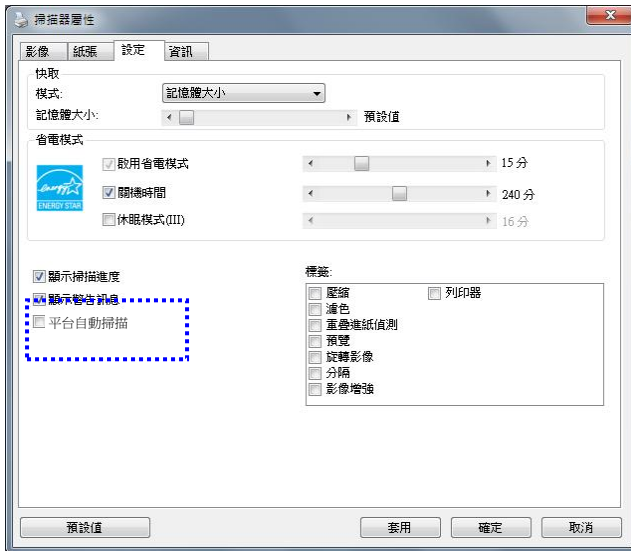 掃描器屬性
影像 紙張 設定 資訊
快取
模式: 記憶體大小
記憶體大小: 預設值
省電模式
energy
ENERGY STAR
啟用省電模式 15 分
關機時間 240 分
休眠模式(III) 16 分
顯示掃描進度
顯示警告訊息
平台自動掃描
標籤:
壓縮 列印器
濾色
重疊進紙偵測
預覽
旋轉影像
分隔
影像增強
預設值 套用 確定 取消